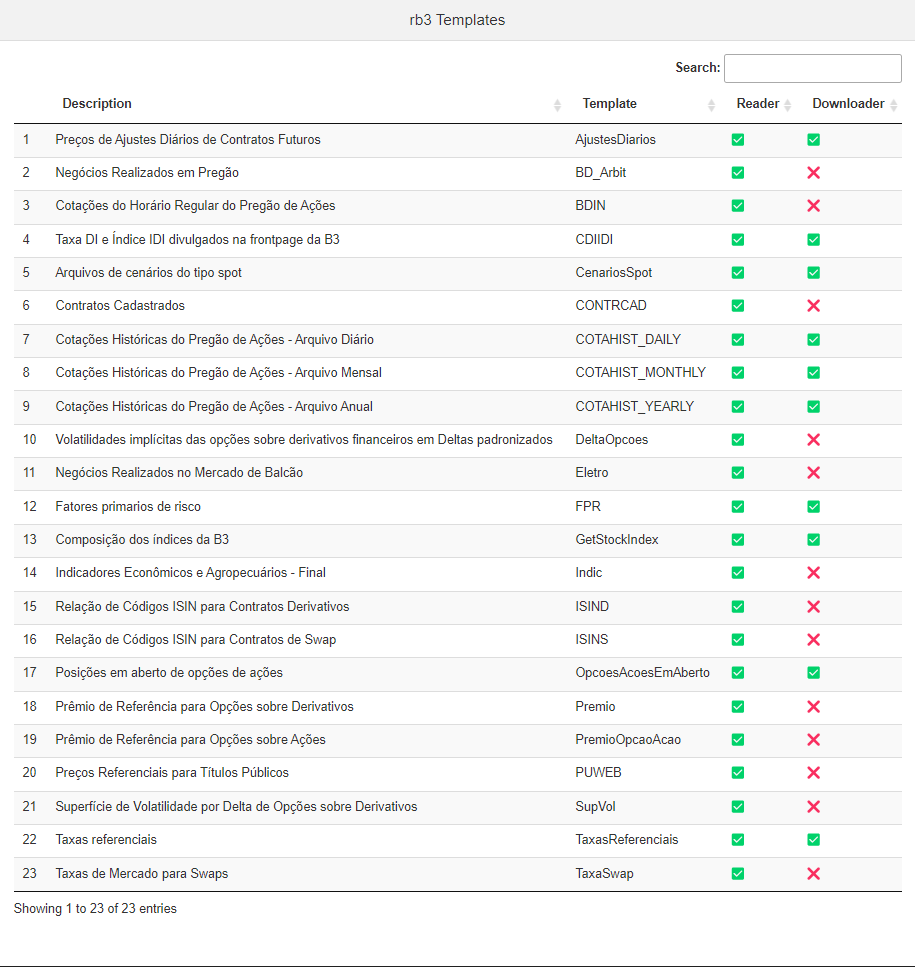 rb3 Templates
Search:
Description Template Reader Downloader
1 Preços de Ajustes Diários de Contratos Futuros AjustesDiarios
2 Negócios Realizados em Pregão BD_Arbit
3 Cotações do Horário Regular do Pregão de Ações BDIN
4 Taxa DI e Índice IDI divulgados na frontpage da B3 CDIIDI
5 Arquivos de cenários do tipo spot CenariosSpot
6 Contratos Cadastrados CONTRCAD
7 Cotações Históricas do Pregão de Ações - Arquivo Diário COTAHIST_DAILY
8 Cotações Históricas do Pregão de Ações - Arquivo Mensal COTAHIST_MONTHLY
9 Cotações Históricas do Pregão de Ações - Arquivo Anual COTAHIST_YEARLY
10 Volatilidades implícitas das opções sobre derivativos financeiros em Deltas padronizados DeltaOpcoes
11 Negócios Realizados no Mercado de Balcão Eletro
12 Fatores primarios de risco FPR
13 Composição dos índices da B3 GetStockIndex
14 Indicadores Econômicos e Agropecuários - Final Indic
15 Relação de Códigos ISIN para Contratos Derivativos ISIND
16 Relação de Códigos ISIN para Contratos de Swap ISINS
17 Posições em aberto de opções de ações OpcoesAcoesEmAberto
18 Prêmio de Referência para Opções sobre Derivativos Premio
19 Prêmio de Referência para Opções sobre Ações PremioOpcaoAcao
20 Preços Referenciais para Títulos Públicos PUWEB
21 Superfície de Volatilidade por Delta de Opções sobre Derivativos SupVol
22 Taxas referenciais TaxasReferenciais
23 Taxas de Mercado para Swaps TaxaSwap
Showing 1 to 23 of 23 entries